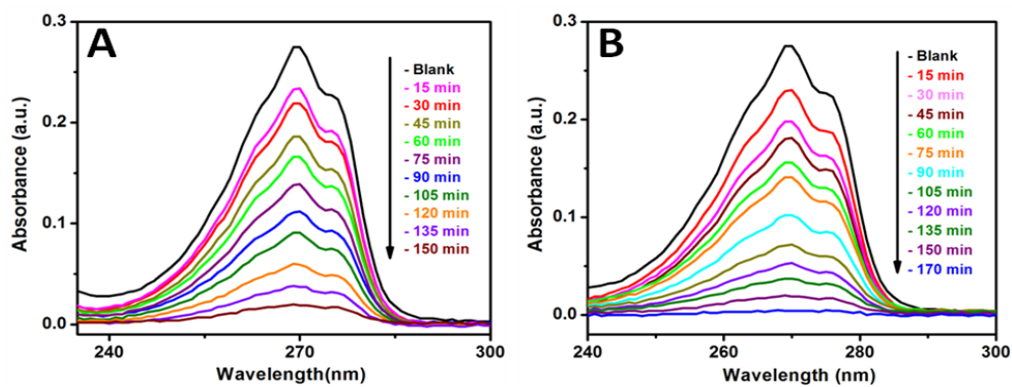 A
0.3
0.2
0.1
0.0
Absorbance (a.u.)
- Blank
- 15 min
- 30 min
- 45 min
- 60 min
- 75 min
- 90 min
- 105 min
- 120 min
- 135 min
- 150 min
240
270
300
Wavelength(nm)
B
0.3
0.2
0.1
0.0
Absorbance (a.u.)
- Blank
- 15 min
- 30 min
- 45 min
- 60 min
- 75 min
- 90 min
- 105 min
- 120 min
- 135 min
- 150 min
- 170 min
240
260
280
300
Wavelength (nm)